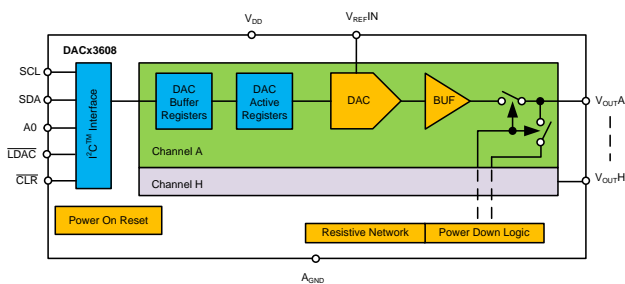 VDD
VREFIN
DACx3608
SCL
SDA
A0
LDAC
CLR
I²C™ Interface
DAC
Buffer
Registers
DAC
Active
Registers
DAC
BUF
Channel A
Channel H
VOUTA
VOUTH
Power On Reset
Resistive Network
Power Down Logic
AGND